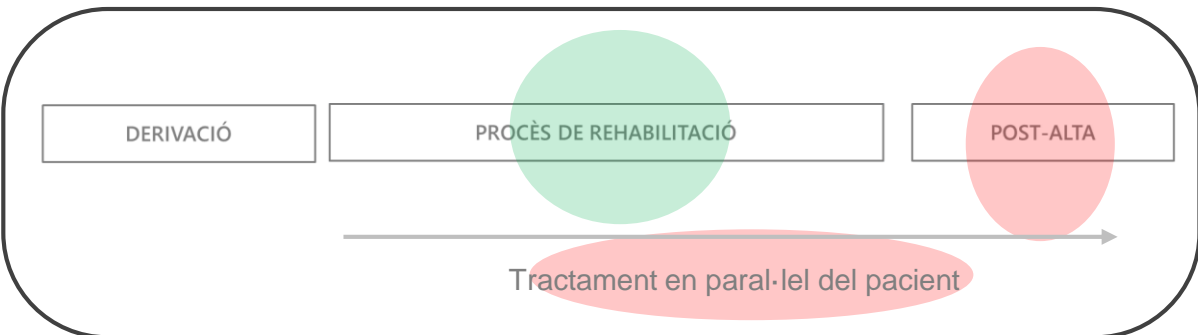 DERIVACIÓ
PROCÈS DE REHABILITACIÓ
POST-ALTA
Tractament en paral·lel del pacient